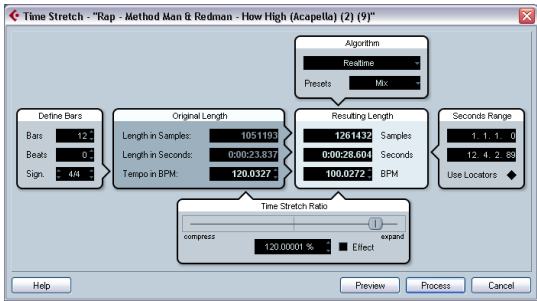 Time Stretch - "Rap - Method Man & Redman - How High (Acapella) (2) (9)"
Algorithm
Realtime
Presets Mix
Define Bars
Bars 12
Beats 0
Sign. 4/4
Original Length
Length in Samples: 1051193
Length in Seconds: 0:00:23.837
Tempo in BPM: 120.0327
Resulting Length
1261432 Samples
0:00:28.604 Seconds
100.0272 BPM
Seconds Range
1. 1. 1. 0
12. 4. 2. 89
Use Locators
Time Stretch Ratio
compress expand
120.00001 % Effect
Help Preview Process Cancel